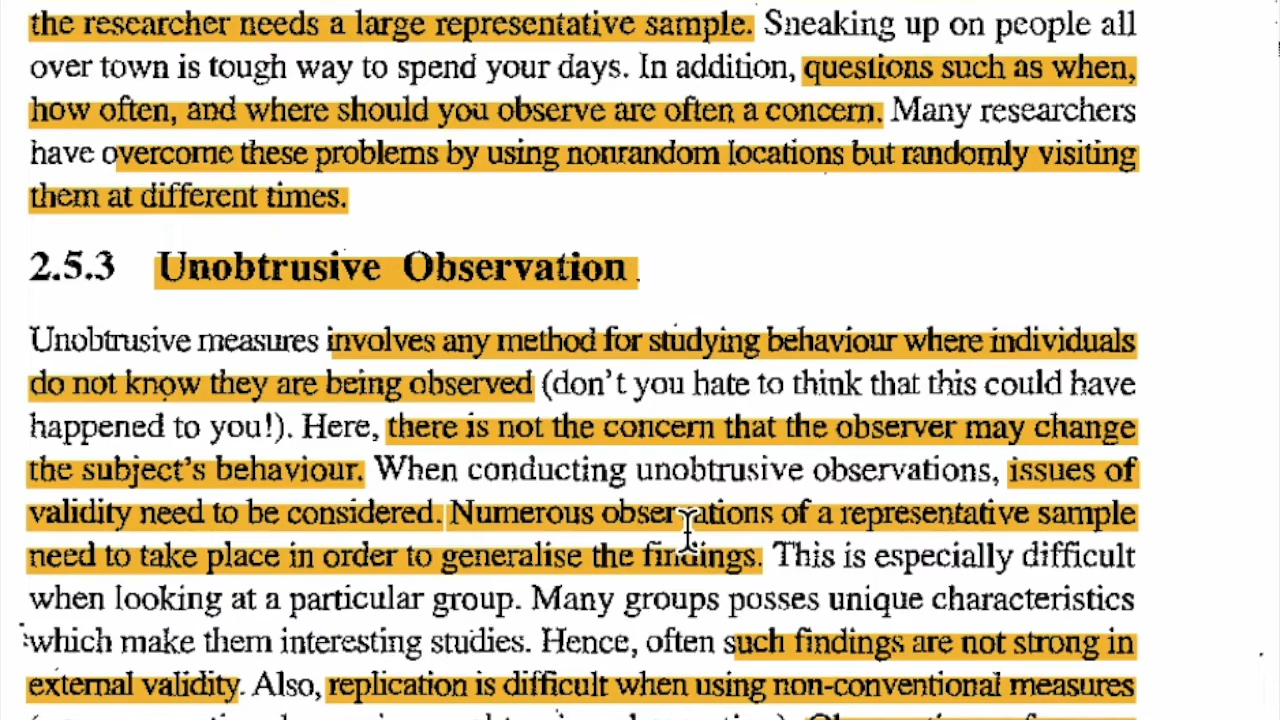 the researcher needs a large representative sample. Sneaking up on people all
over town is tough way to spend your days. In addition, questions such as when,
how often, and where should you observe are often a concern. Many researchers
have overcome these problems by using nonrandom locations but randomly visiting
them at different times.
2.5.3 Unobtrusive Observation
Unobtrusive measures involves any method for studying behaviour where individuals
do not know they are being observed (don't you hate to think that this could have
happened to you!). Here, there is not the concern that the observer may change
the subject's behaviour. When conducting unobtrusive observations, issues of
validity need to be considered. Numerous observations of a representative sample
need to take place in order to generalise the findings. This is especially difficult
when looking at a particular group. Many groups posses unique characteristics
which make them interesting studies. Hence, often such findings are not strong in
external validity. Also, replication is difficult when using non-conventional measures